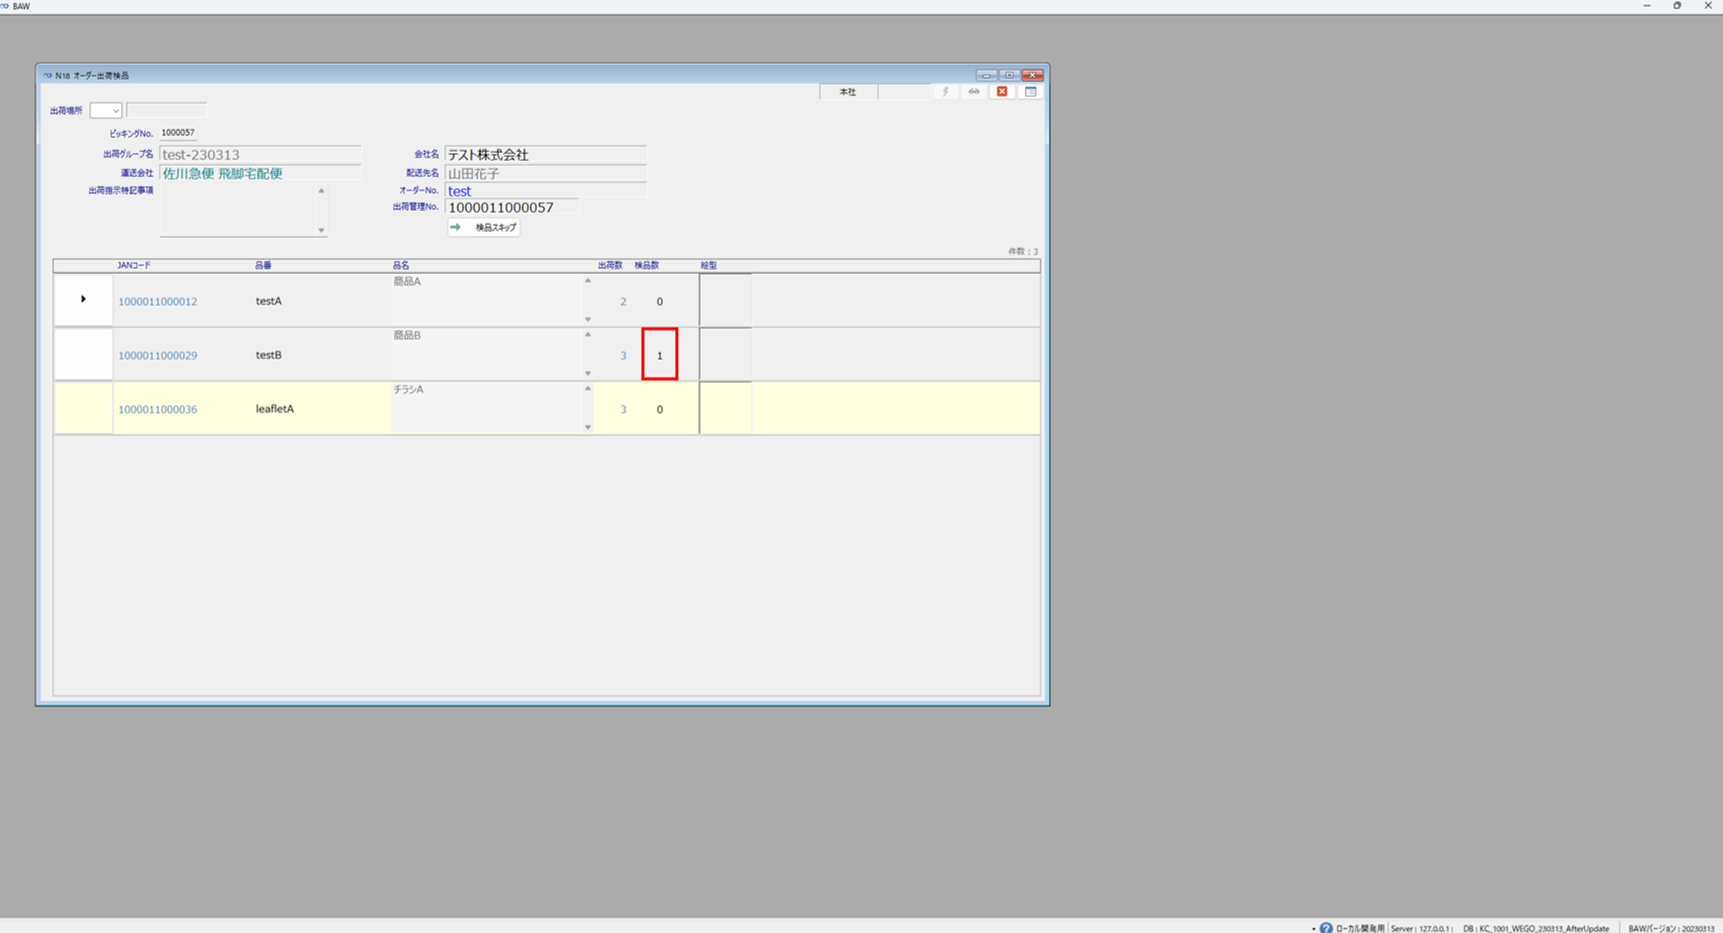 BAW
N18 オーダー出荷検品
本社
出荷場所
ピッキングNo. 1000057
出荷グループ名 test-230313
会社名 テスト株式会社
運送会社 佐川急便 飛脚宅配便
配送先名 山田花子
出荷指示特記事項
オーダーNo. test
出荷管理No. 1000011000057
検品スキップ
件数 : 3
JANコード 品番 品名 出荷数 検品数 絵型
1000011000012 testA 商品A 2 0
1000011000029 testB 商品B 3 1
1000011000036 leafletA チラシA 3 0
ローカル開発用 Server : 127.0.0.1 : DB : KC_1001_WEGO_230313_AfterUpdate BAWバージョン : 20230313